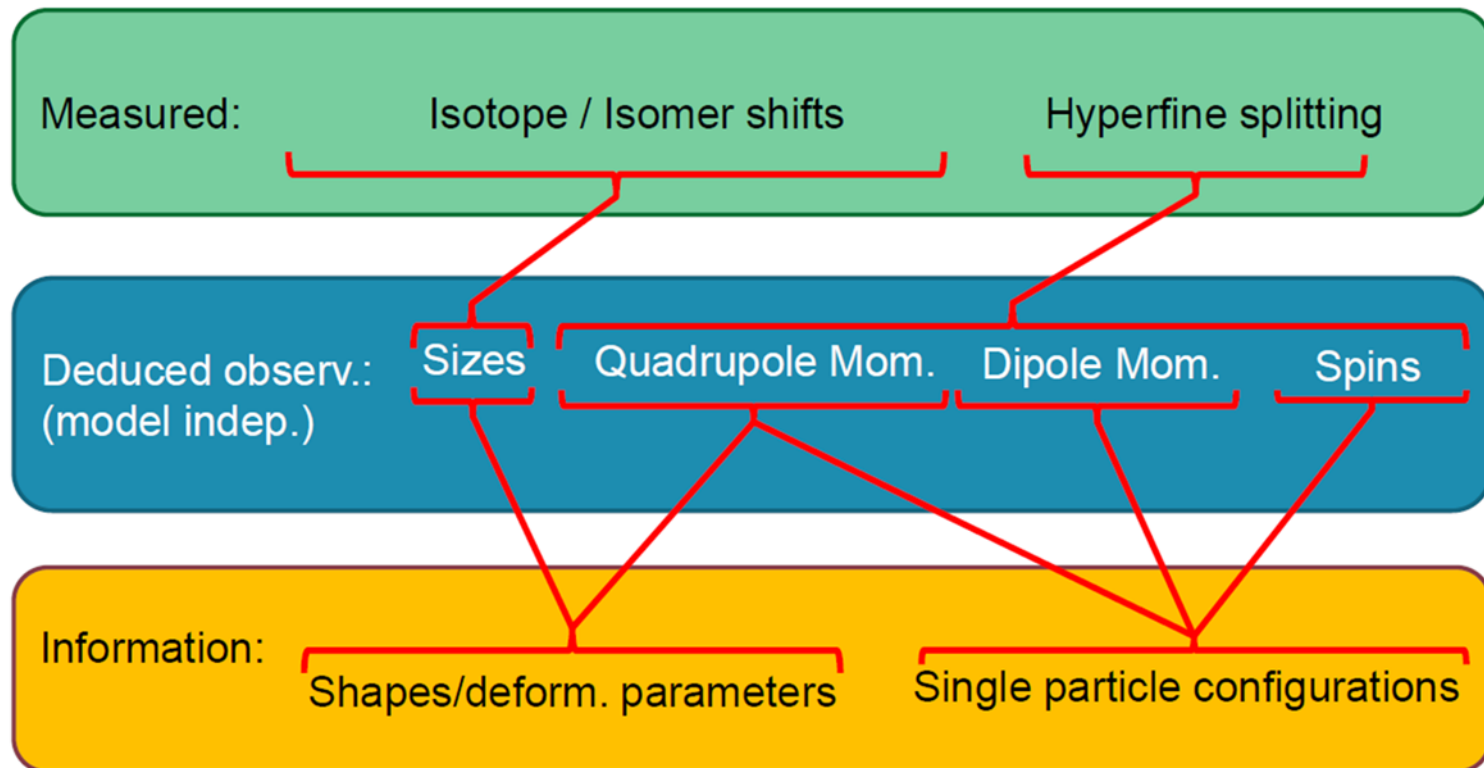 Measured: Isotope / Isomer shifts Hyperfine splitting
Deduced observ.: Sizes Quadrupole Mom. Dipole Mom. Spins
(model indep.)
Information:
Shapes/deform. parameters Single particle configurations